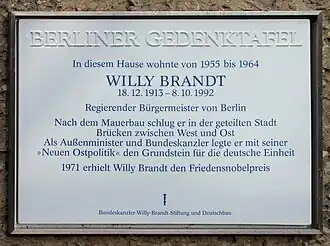 BERLINER GEDENKTAFEL
In diesem Hause wohnte von 1955 bis 1964
WILLY BRANDT
18. 12. 1913 – 8. 10. 1992
Regierender Bürgermeister von Berlin
Nach dem Mauerbau schlug er in der geteilten Stadt
Brücken zwischen West und Ost
Als Außenminister und Bundeskanzler legte er mit seiner
»Neuen Ostpolitik« den Grundstein für die deutsche Einheit
1971 erhielt Willy Brandt den Friedensnobelpreis
Bundeskanzler-Willy-Brandt-Stiftung und Deutschbau